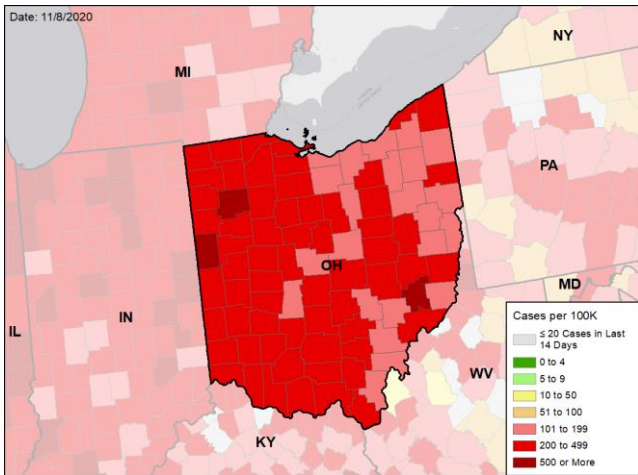 Date: 11/8/2020
NY
MI
PA
OH
MD
IL
IN
WV
KY
Cases per 100K
≤ 20 Cases in Last
14 Days
0 to 4
5 to 9
10 to 50
51 to 100
101 to 199
200 to 499
500 or More